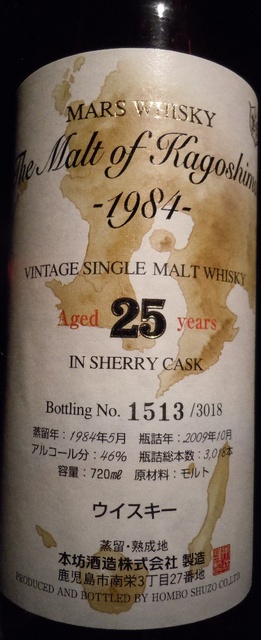 MARS WHISKY
The Malt of Kagoshima
-1984-
VINTAGE SINGLE MALT WHISKY
Aged 25 years
IN SHERRY CASK
Bottling No. 1513 /3018
蒸留年：1984年5月 瓶詰年：2009年10月
アルコール分：46% 瓶詰総本数：3,018本
容量：720㎖ 原材料：モルト
ウイスキー
蒸留・熟成地
本坊酒造株式会社 製造
鹿児島市南栄3丁目27番地
PRODUCED AND BOTTLED BY HOMBO SHUZO CO.,LTD.